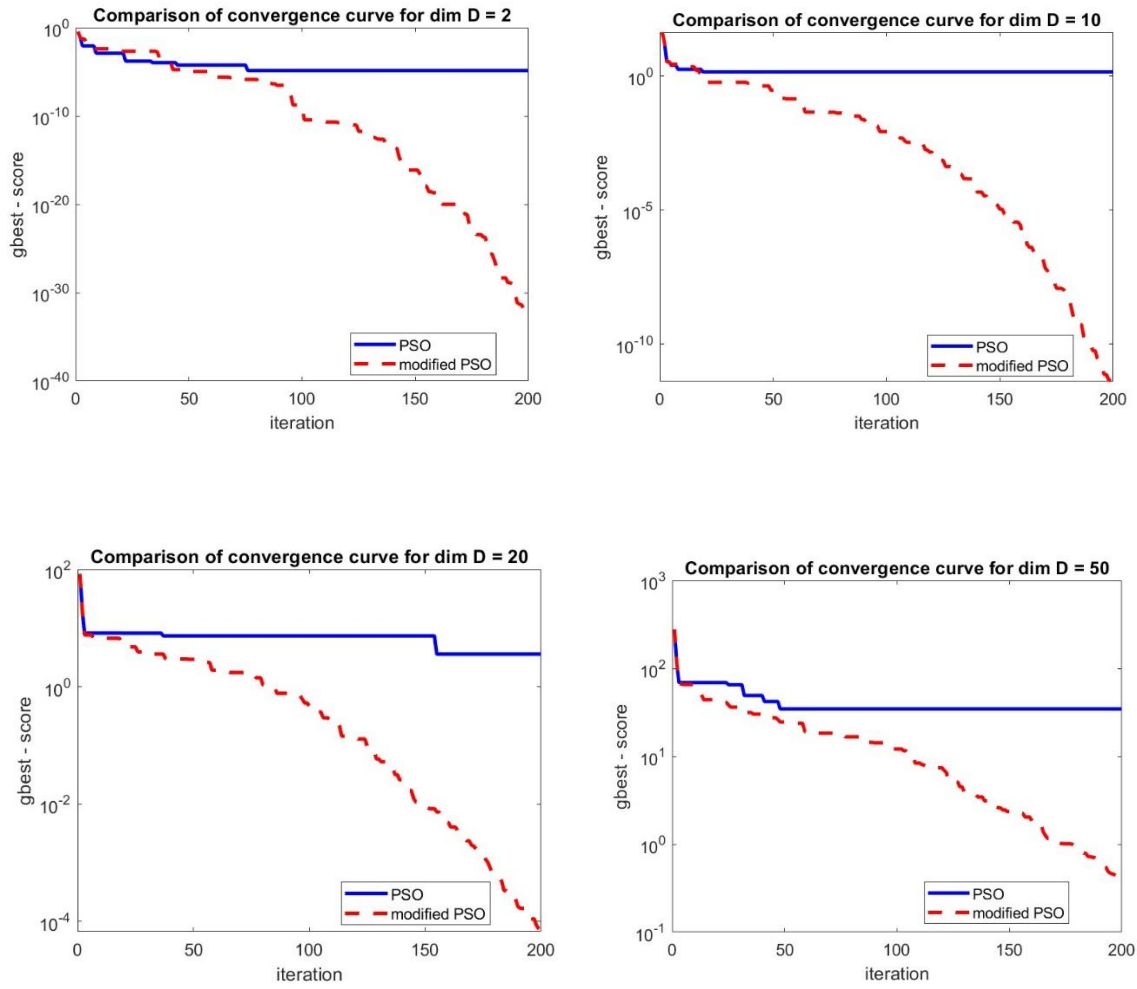 Comparison of convergence curve for dim D = 2
10^0
10^-10
10^-20
10^-30
10^-40
gbest - score
PSO
modified PSO
0 50 100 150 200
iteration
Comparison of convergence curve for dim D = 10
10^0
10^-5
10^-10
gbest - score
PSO
modified PSO
0 50 100 150 200
iteration
Comparison of convergence curve for dim D = 20
10^2
10^0
10^-2
10^-4
gbest - score
PSO
modified PSO
0 50 100 150 200
iteration
Comparison of convergence curve for dim D = 50
10^3
10^2
10^1
10^0
10^-1
gbest - score
PSO
modified PSO
0 50 100 150 200
iteration